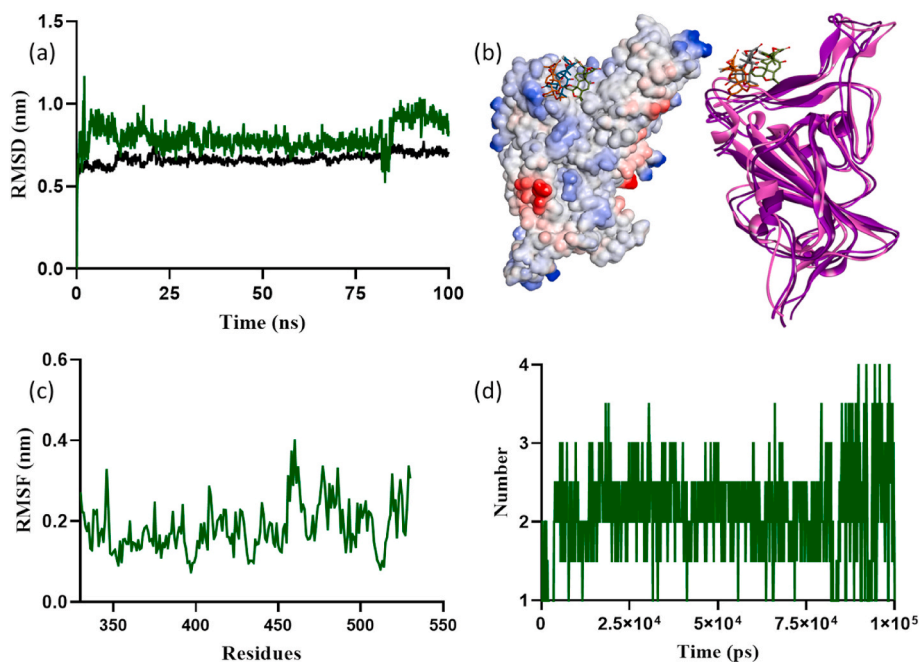 (a)
RMSD (nm)
1.5
1.0
0.5
0.0
0 25 50 75 100
Time (ns)
(b)
(c)
RMSF (nm)
0.6
0.4
0.2
0.0
350 400 450 500 550
Residues
(d)
Number
4
3
2
1
0 2.5×10⁴ 5×10⁴ 7.5×10⁴ 1×10⁵
Time (ps)